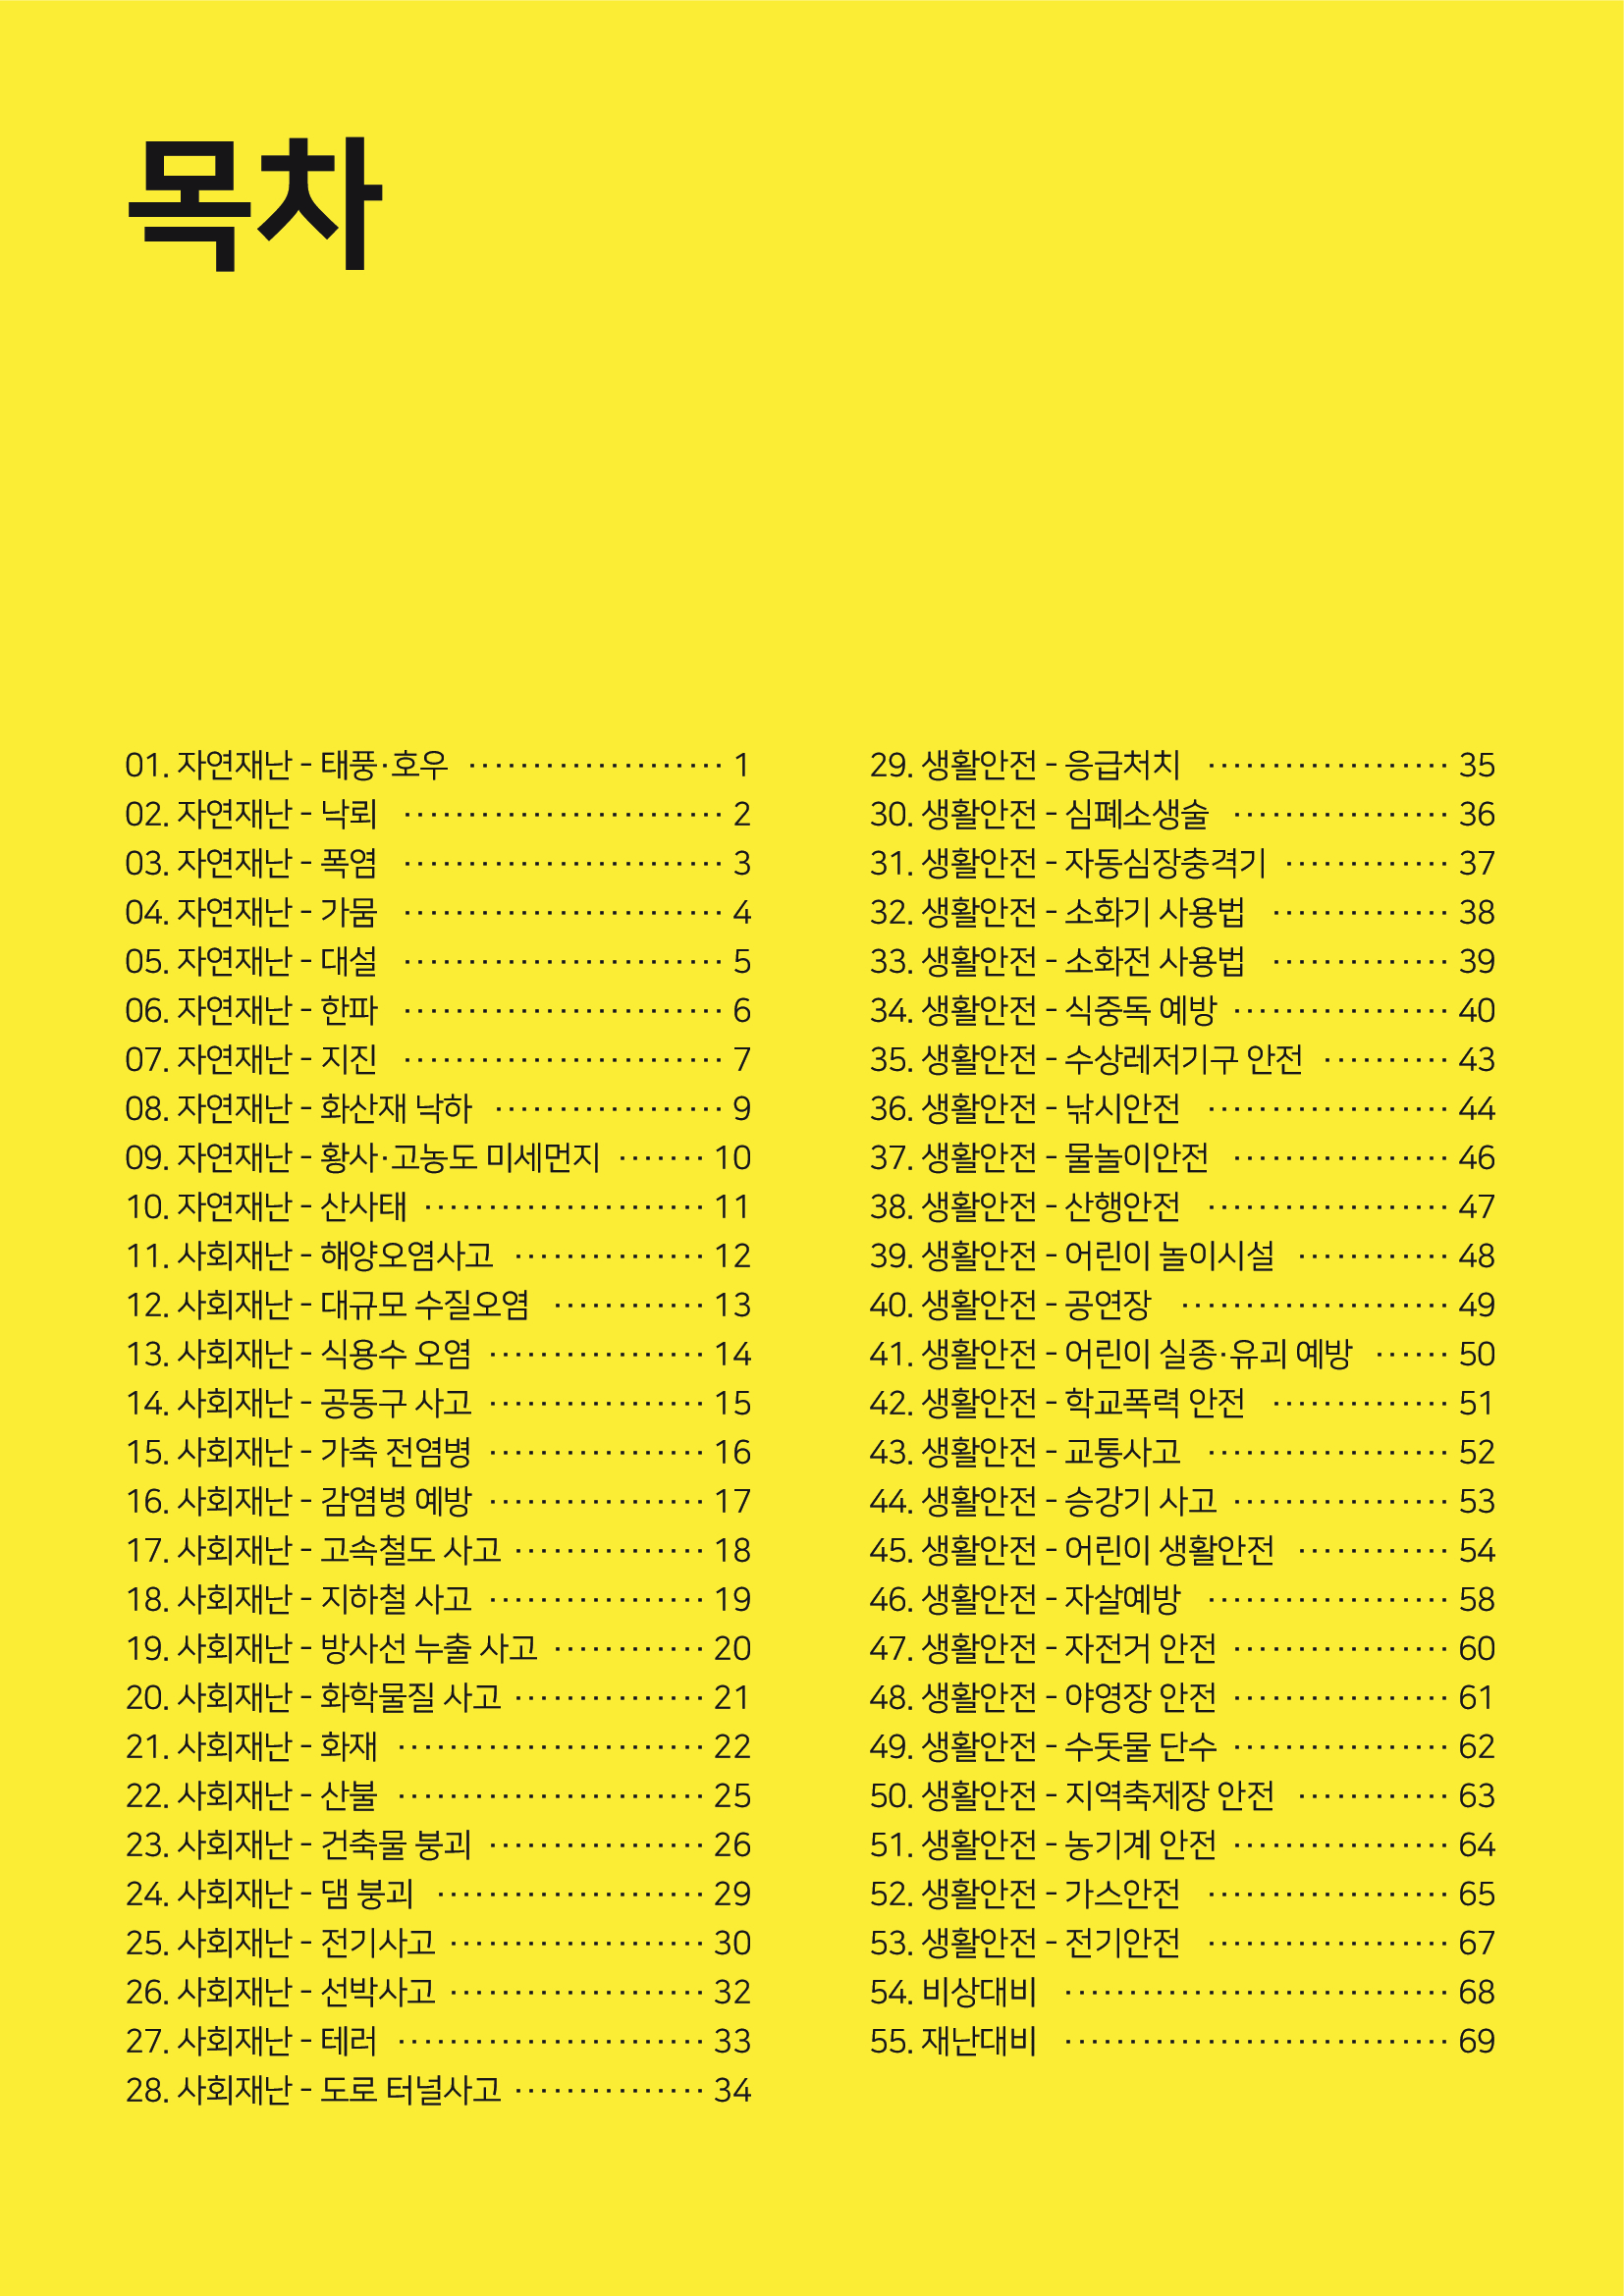 목차
01. 자연재난 - 태풍·호우 ···················· 1
02. 자연재난 - 낙뢰 ························· 2
03. 자연재난 - 폭염 ························· 3
04. 자연재난 - 가뭄 ························· 4
05. 자연재난 - 대설 ························· 5
06. 자연재난 - 한파 ························· 6
07. 자연재난 - 지진 ························· 7
08. 자연재난 - 화산재 낙하 ·················· 9
09. 자연재난 - 황사·고농도 미세먼지 ······· 10
10. 자연재난 - 산사태 ······················ 11
11. 사회재난 - 해양오염사고 ··············· 12
12. 사회재난 - 대규모 수질오염 ············ 13
13. 사회재난 - 식용수 오염 ················· 14
14. 사회재난 - 공동구 사고 ················· 15
15. 사회재난 - 가축 전염병 ················· 16
16. 사회재난 - 감염병 예방 ················· 17
17. 사회재난 - 고속철도 사고 ··············· 18
18. 사회재난 - 지하철 사고 ················· 19
19. 사회재난 - 방사선 누출 사고 ············ 20
20. 사회재난 - 화학물질 사고 ··············· 21
21. 사회재난 - 화재 ························ 22
22. 사회재난 - 산불 ························ 25
23. 사회재난 - 건축물 붕괴 ················· 26
24. 사회재난 - 댐 붕괴 ····················· 29
25. 사회재난 - 전기사고 ···················· 30
26. 사회재난 - 선박사고 ···················· 32
27. 사회재난 - 테러 ························ 33
28. 사회재난 - 도로 터널사고 ··············· 34
29. 생활안전 - 응급처치 ··················· 35
30. 생활안전 - 심폐소생술 ················· 36
31. 생활안전 - 자동심장충격기 ············· 37
32. 생활안전 - 소화기 사용법 ·············· 38
33. 생활안전 - 소화전 사용법 ·············· 39
34. 생활안전 - 식중독 예방 ················· 40
35. 생활안전 - 수상레저기구 안전 ·········· 43
36. 생활안전 - 낚시안전 ··················· 44
37. 생활안전 - 물놀이안전 ················· 46
38. 생활안전 - 산행안전 ··················· 47
39. 생활안전 - 어린이 놀이시설 ············ 48
40. 생활안전 - 공연장 ····················· 49
41. 생활안전 - 어린이 실종·유괴 예방 ······ 50
42. 생활안전 - 학교폭력 안전 ·············· 51
43. 생활안전 - 교통사고 ··················· 52
44. 생활안전 - 승강기 사고 ················· 53
45. 생활안전 - 어린이 생활안전 ············ 54
46. 생활안전 - 자살예방 ··················· 58
47. 생활안전 - 자전거 안전 ················· 60
48. 생활안전 - 야영장 안전 ················· 61
49. 생활안전 - 수돗물 단수 ················· 62
50. 생활안전 - 지역축제장 안전 ············ 63
51. 생활안전 - 농기계 안전 ················· 64
52. 생활안전 - 가스안전 ··················· 65
53. 생활안전 - 전기안전 ··················· 67
54. 비상대비 ······························ 68
55. 재난대비 ······························ 69